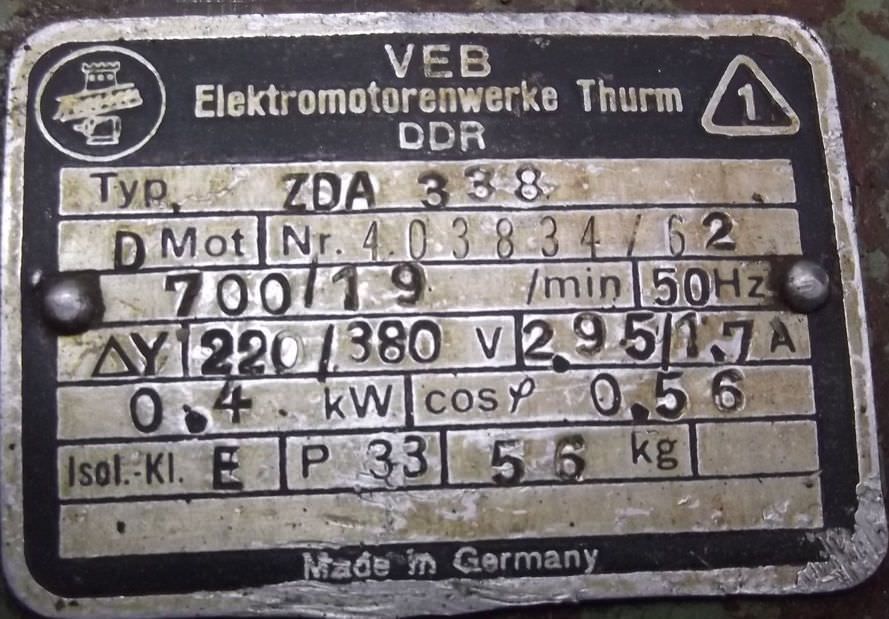 VEB
Elektromotorenwerke Thurm
1
DDR
Typ. ZDA 338
D Mot Nr. 403834/62
700/19 /min 50Hz
ΔY 220/380 V 2.95/1.7 A
0.4 kW cos φ 0.56
Isol.-Kl. E P 33 56 kg
Made in Germany